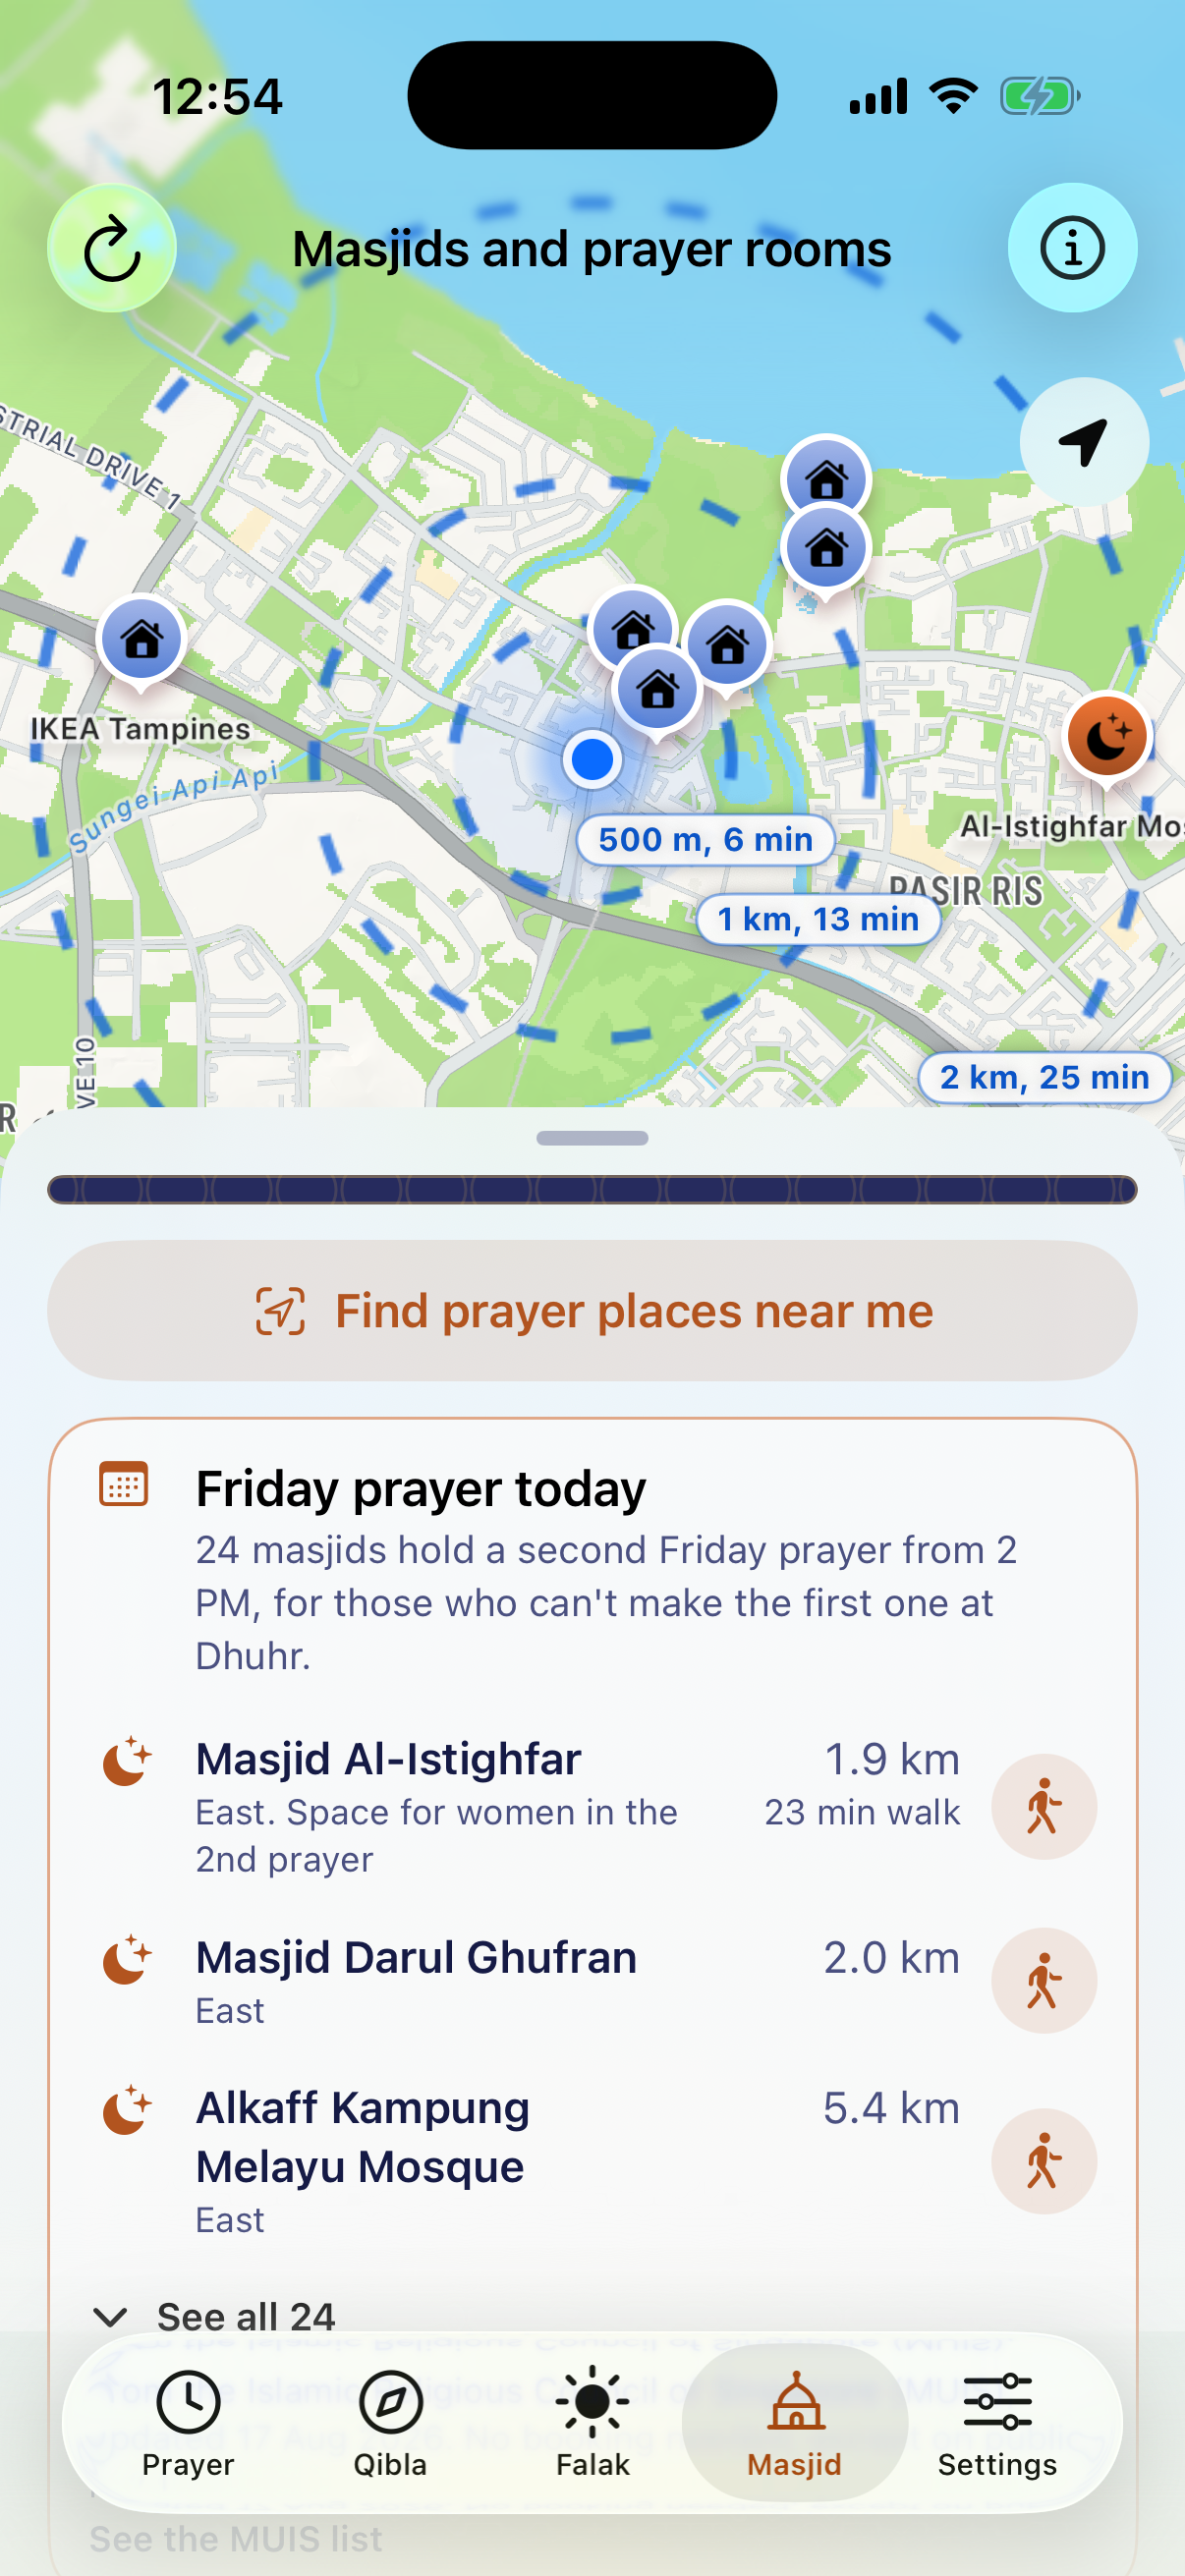 12:54
Masjids and prayer rooms
STRIAL DRIVE 1
IKEA Tampines
Sungei Api Api
Al-Istighfar Mos
500 m, 6 min
PASIR RIS
1 km, 13 min
2 km, 25 min
VE 10
R
Find prayer places near me
Friday prayer today
24 masjids hold a second Friday prayer from 2
PM, for those who can't make the first one at
Dhuhr.
Masjid Al-Istighfar
1.9 km
East. Space for women in the
23 min walk
2nd prayer
Masjid Darul Ghufran
2.0 km
East
Alkaff Kampung
5.4 km
Melayu Mosque
East
See all 24
Prayer
Qibla
Falak
Masjid
Settings
See the MUIS list